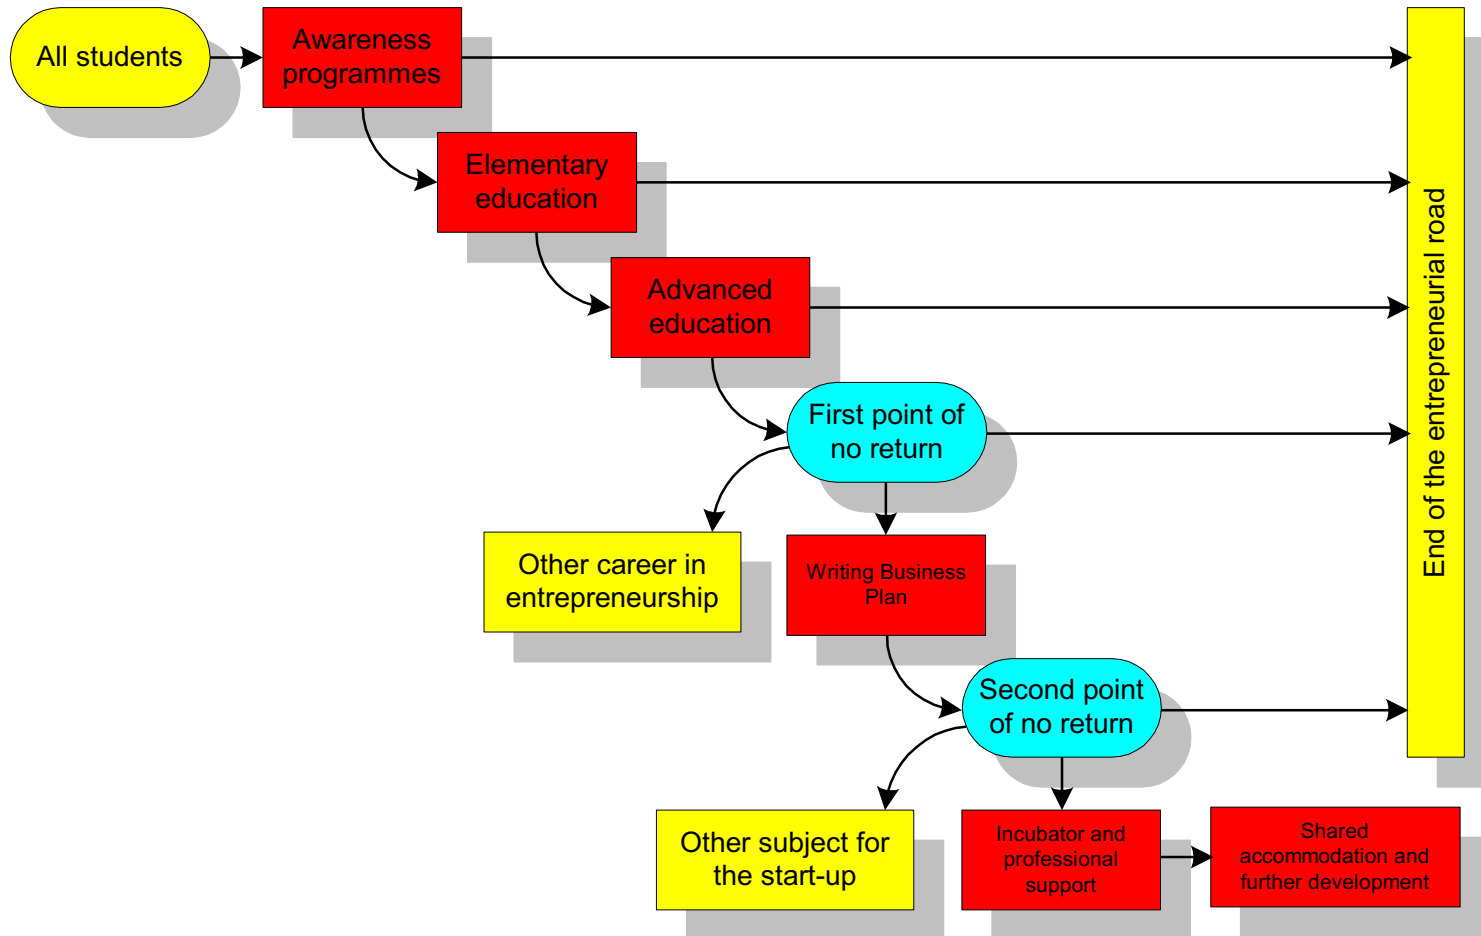 All students
Awareness
programmes
Elementary
education
Advanced
education
First point of
no return
End of the entrepreneurial road
Other career in
entrepreneurship
Writing Business
Plan
Second point
of no return
Other subject for
the start-up
Incubator and
professional
support
Shared
accommodation and
further development